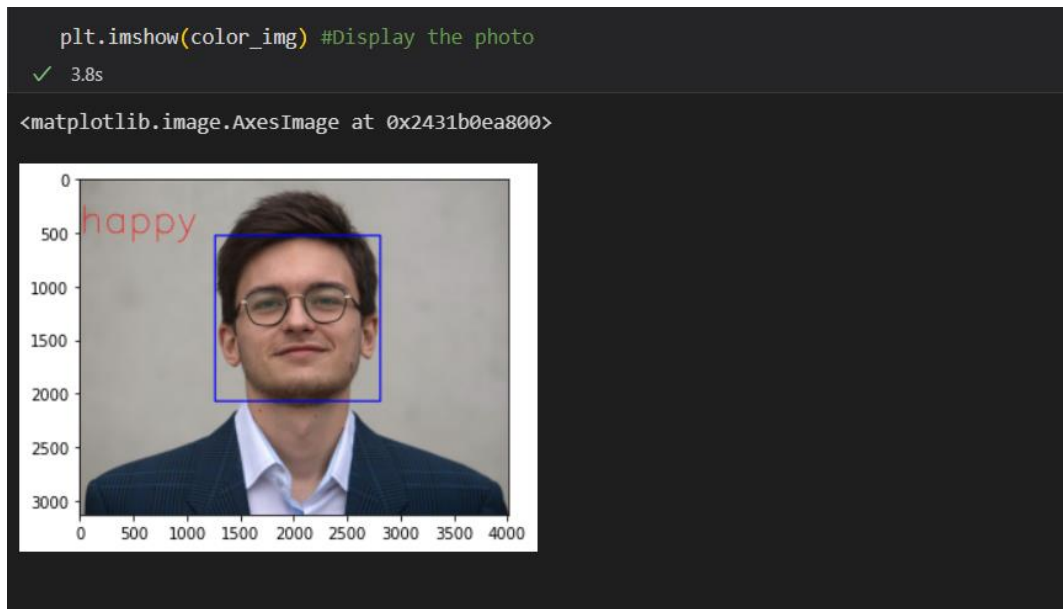 plt.imshow(color_img) #Display the photo
✓ 3.8s
<matplotlib.image.AxesImage at 0x2431b0ea800>
0
happy
500
1000
1500
2000
2500
3000
0 500 1000 1500 2000 2500 3000 3500 4000